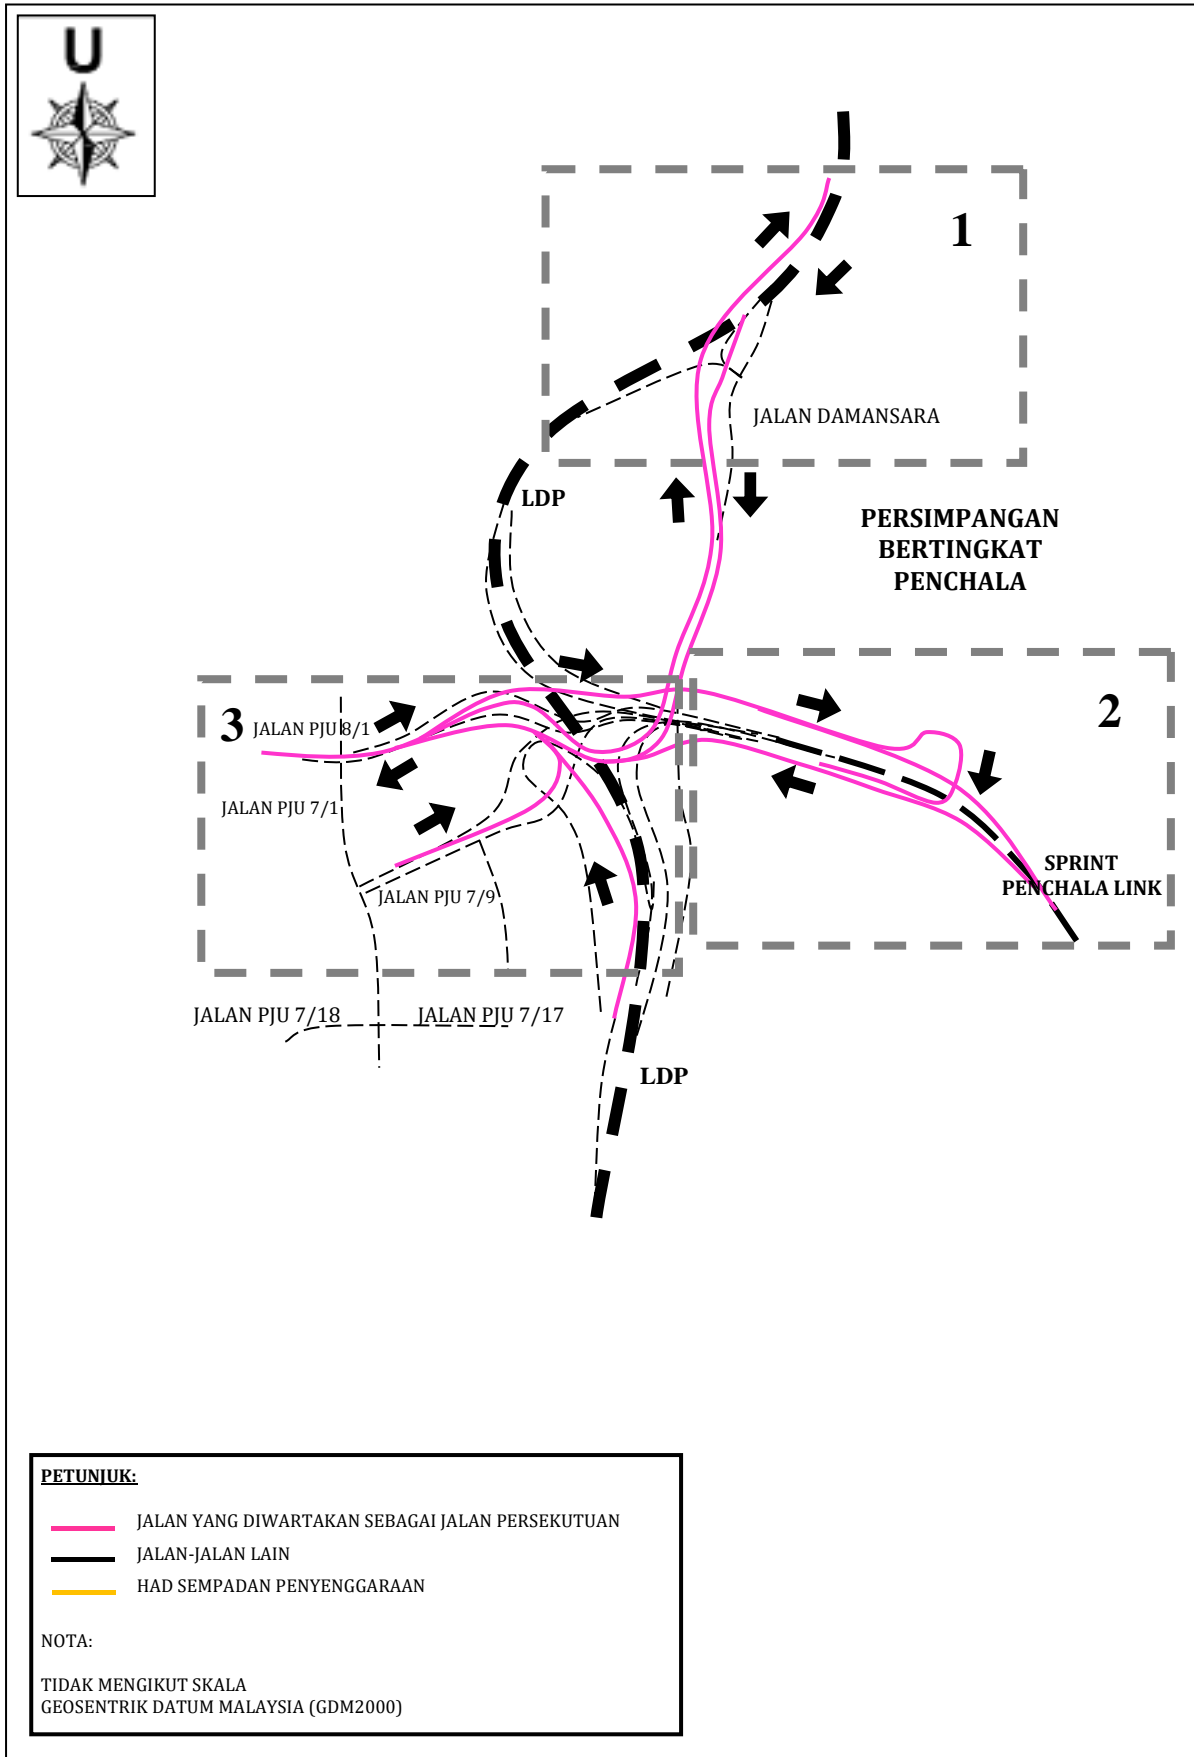 U
1
JALAN DAMANSARA
LDP
PERSIMPANGAN
BERTINGKAT
PENCHALA
2
3
JALAN PJU 8/1
JALAN PJU 7/1
SPRINT
PENCHALA LINK
JALAN PJU 7/9
JALAN PJU 7/18
JALAN PJU 7/17
LDP
PETUNJUK:
JALAN YANG DIWARTAKAN SEBAGAI JALAN PERSEKUTUAN
JALAN-JALAN LAIN
HAD SEMPADAN PENYENGGARAAN
NOTA:
TIDAK MENGIKUT SKALA
GEOSENTRIK DATUM MALAYSIA (GDM2000)